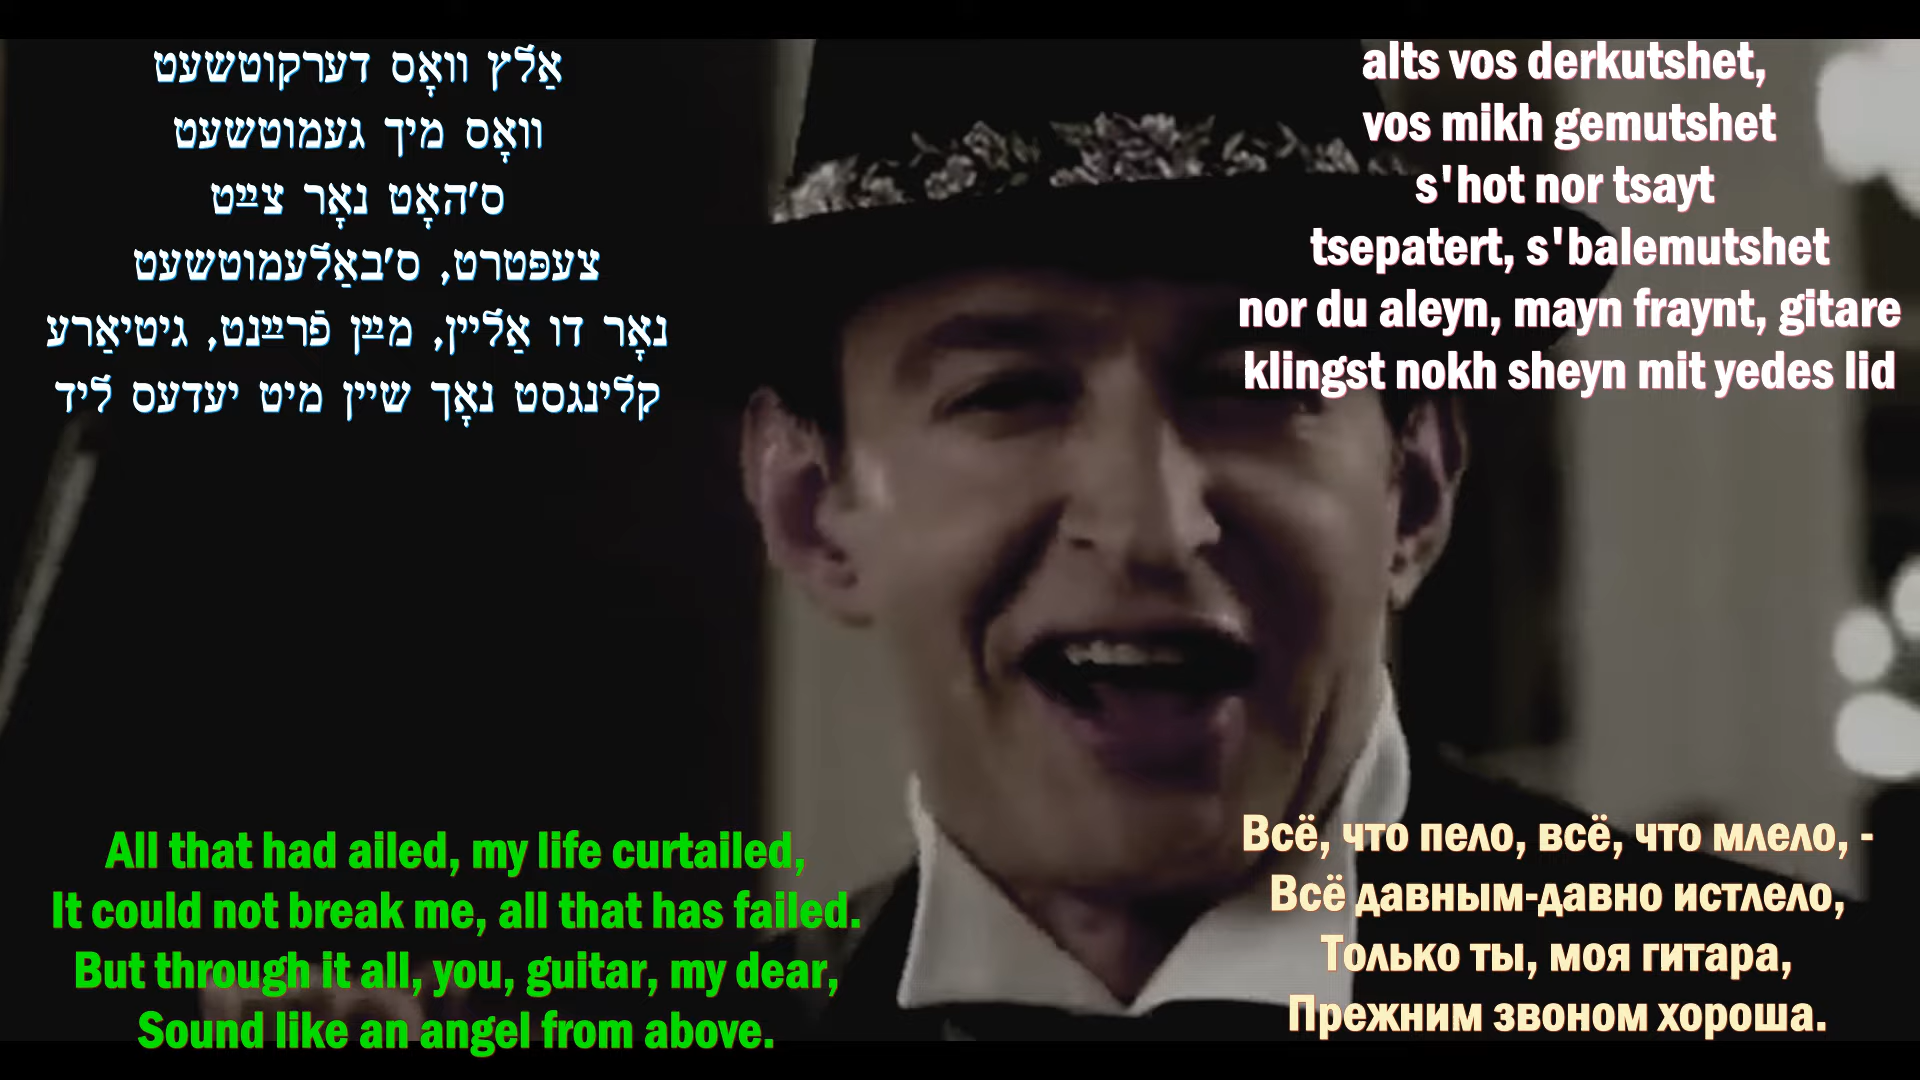 אַלץ וואָס דערקוטשעט
וואָס מיך געמוטשעט
ס'האָט נאָר צײַט
צעפּטרט, ס'באַלעמוטשעט
נאָר דו אַליין, מײַן פֿרײַנט, גיטיאַרע
קלינגסט נאָך שיין מיט יעדעס ליד
alts vos derkutshet,
vos mikh gemutshet
s'hot nor tsayt
tsepatert, s'balemutshet
nor du aleyn, mayn fraynt, gitare
klingst nokh sheyn mit yedes lid
All that had ailed, my life curtailed,
It could not break me, all that has failed.
But through it all, you, guitar, my dear,
Sound like an angel from above.
Всё, что пело, всё, что млело, -
Всё давным-давно истлело,
Только ты, моя гитара,
Прежним звоном хороша.